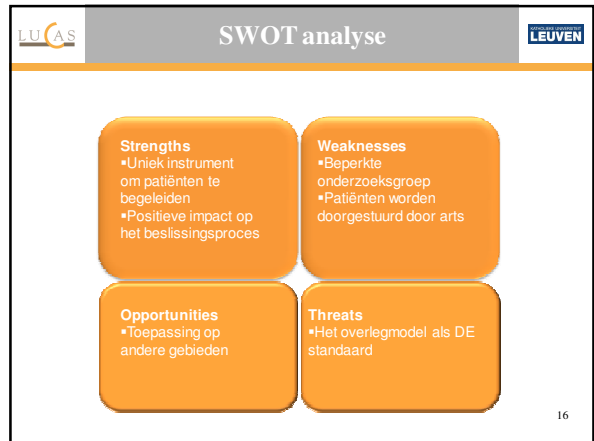 LUCAS
SWOT analyse
KATHOLIEKE UNIVERSITEIT
LEUVEN
Strengths
▪Uniek instrument
om patiënten te
begeleiden
▪Positieve impact op
het beslissingsproces
Weaknesses
▪Beperkte
onderzoeksgroep
▪Patiënten worden
doorgestuurd door arts
Opportunities
▪Toepassing op
andere gebieden
Threats
▪Het overlegmodel als DE
standaard
16